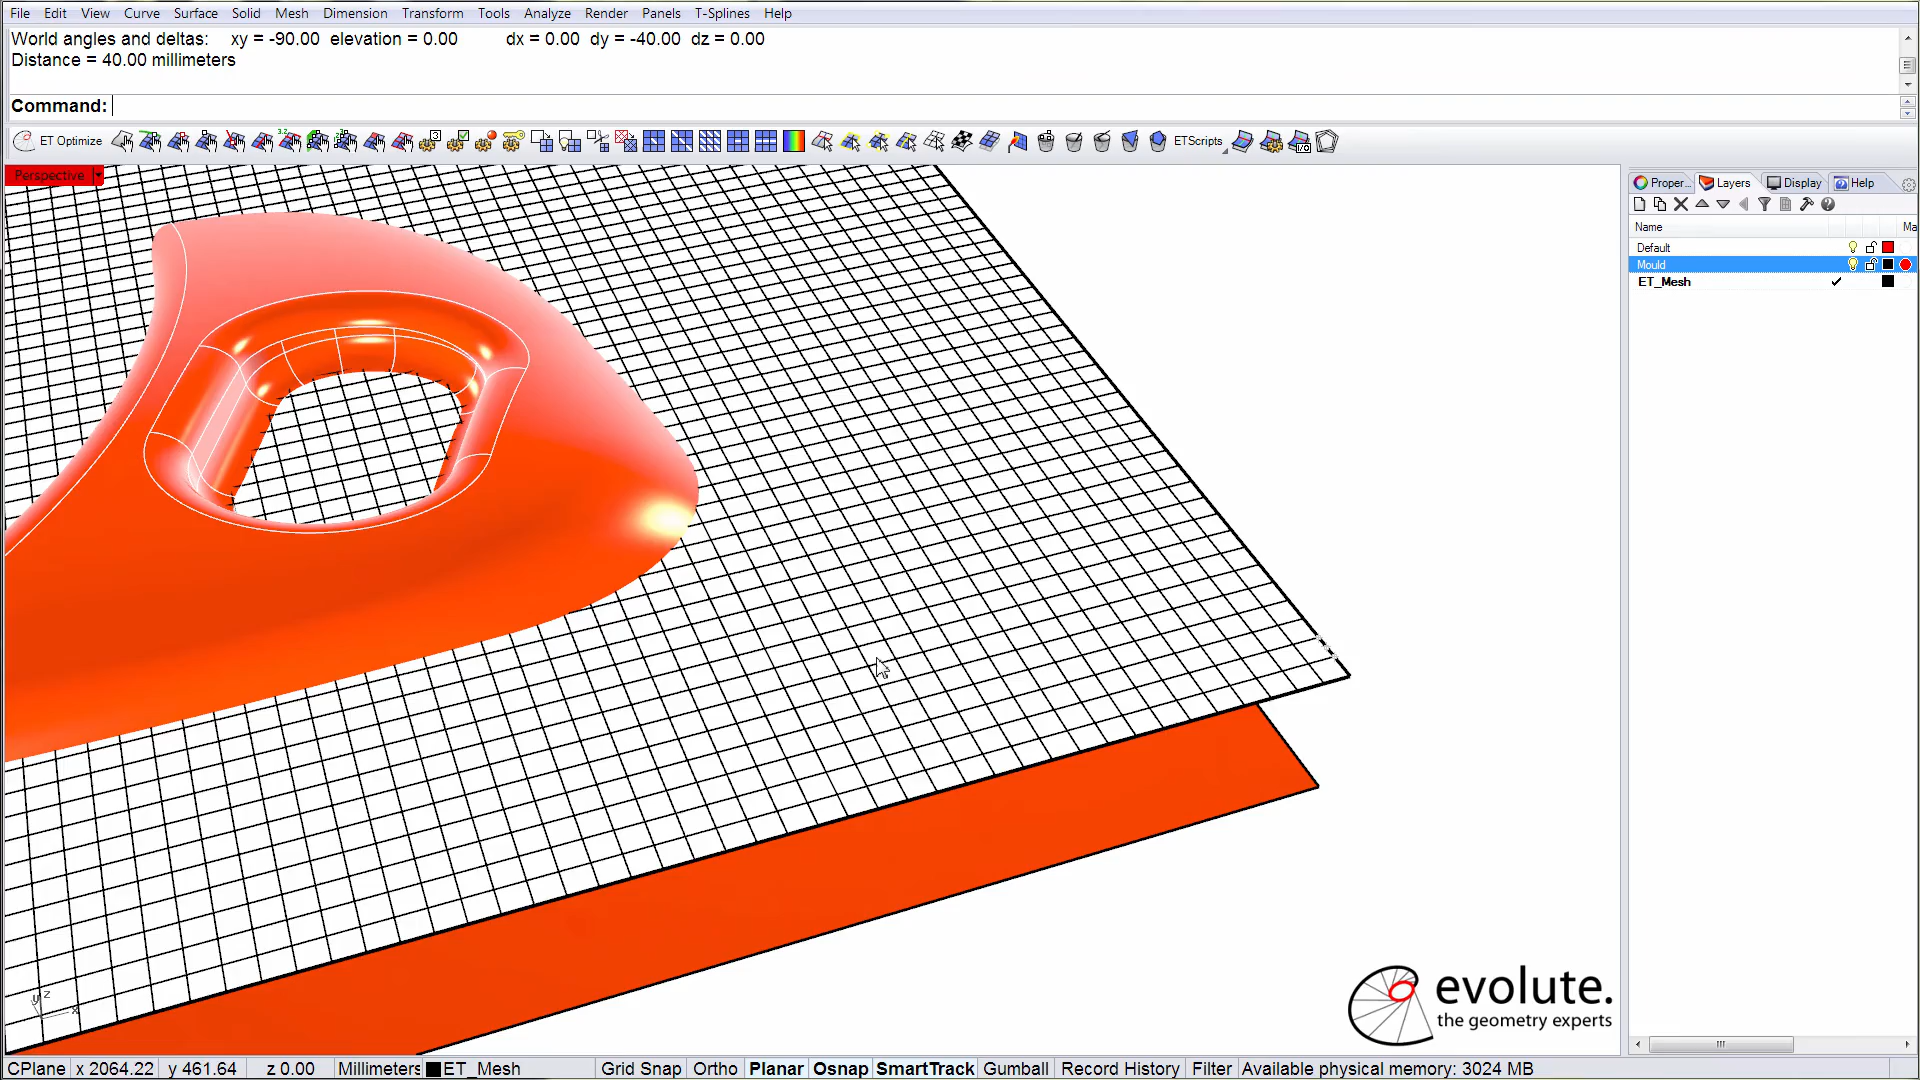 File Edit View Curve Surface Solid Mesh Dimension Transform Tools Analyze Render Panels T-Splines Help
World angles and deltas: xy = -90.00 elevation = 0.00 dx = 0.00 dy = -40.00 dz = 0.00
Distance = 40.00 millimeters
Command:
ET Optimize 3.2 3 ETScripts I/O
Perspective
Proper... Layers Display Help
Name Ma
Default
Mould
ET_Mesh
y z x
evolute.
the geometry experts
CPlane x 2064.22 y 461.64 z 0.00 Millimeters ET_Mesh Grid Snap Ortho Planar Osnap SmartTrack Gumball Record History Filter Available physical memory: 3024 MB